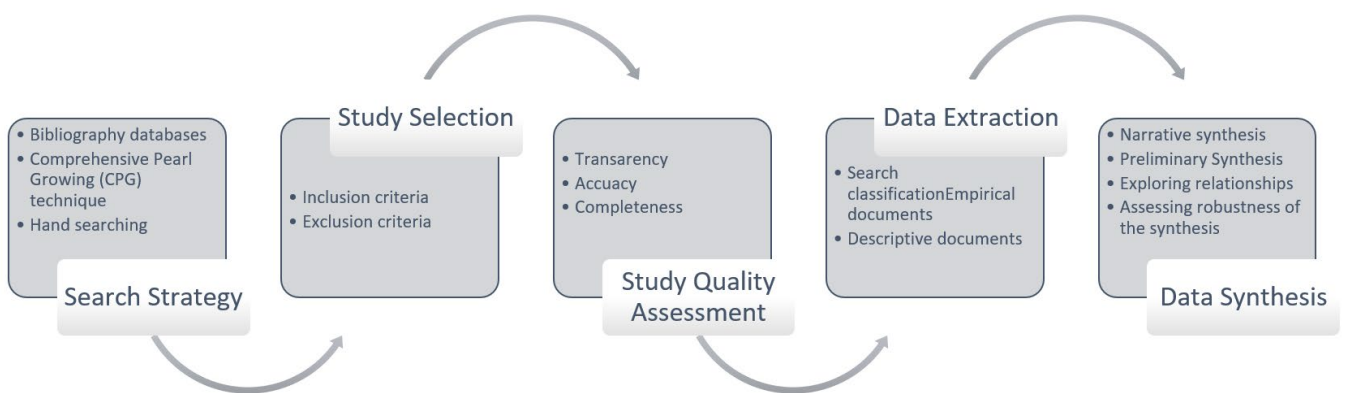 • Bibliography databases
• Comprehensive Pearl
Growing (CPG)
technique
• Hand searching
Search Strategy
Study Selection
• Inclusion criteria
• Exclusion criteria
• Transarency
• Accuacy
• Completeness
Study Quality
Assessment
Data Extraction
• Search
classificationEmpirical
documents
• Descriptive documents
• Narrative synthesis
• Preliminary Synthesis
• Exploring relationships
• Assessing robustness of
the synthesis
Data Synthesis